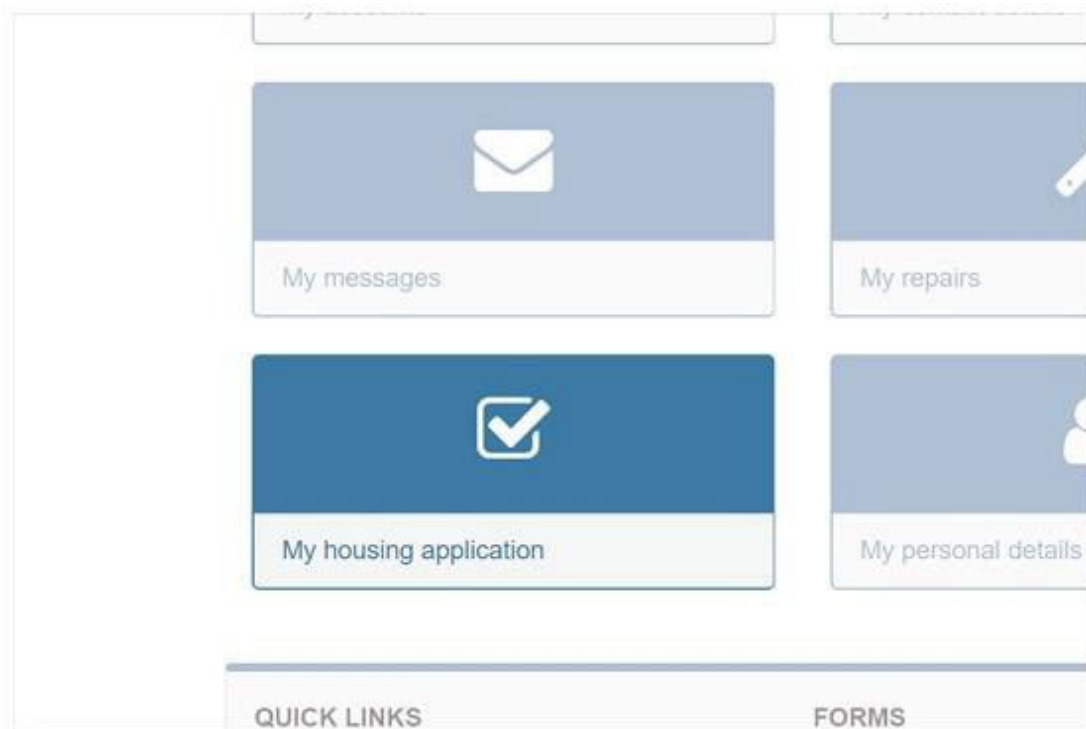 My messages
My repairs
My housing application
My personal details
QUICK LINKS
FORMS